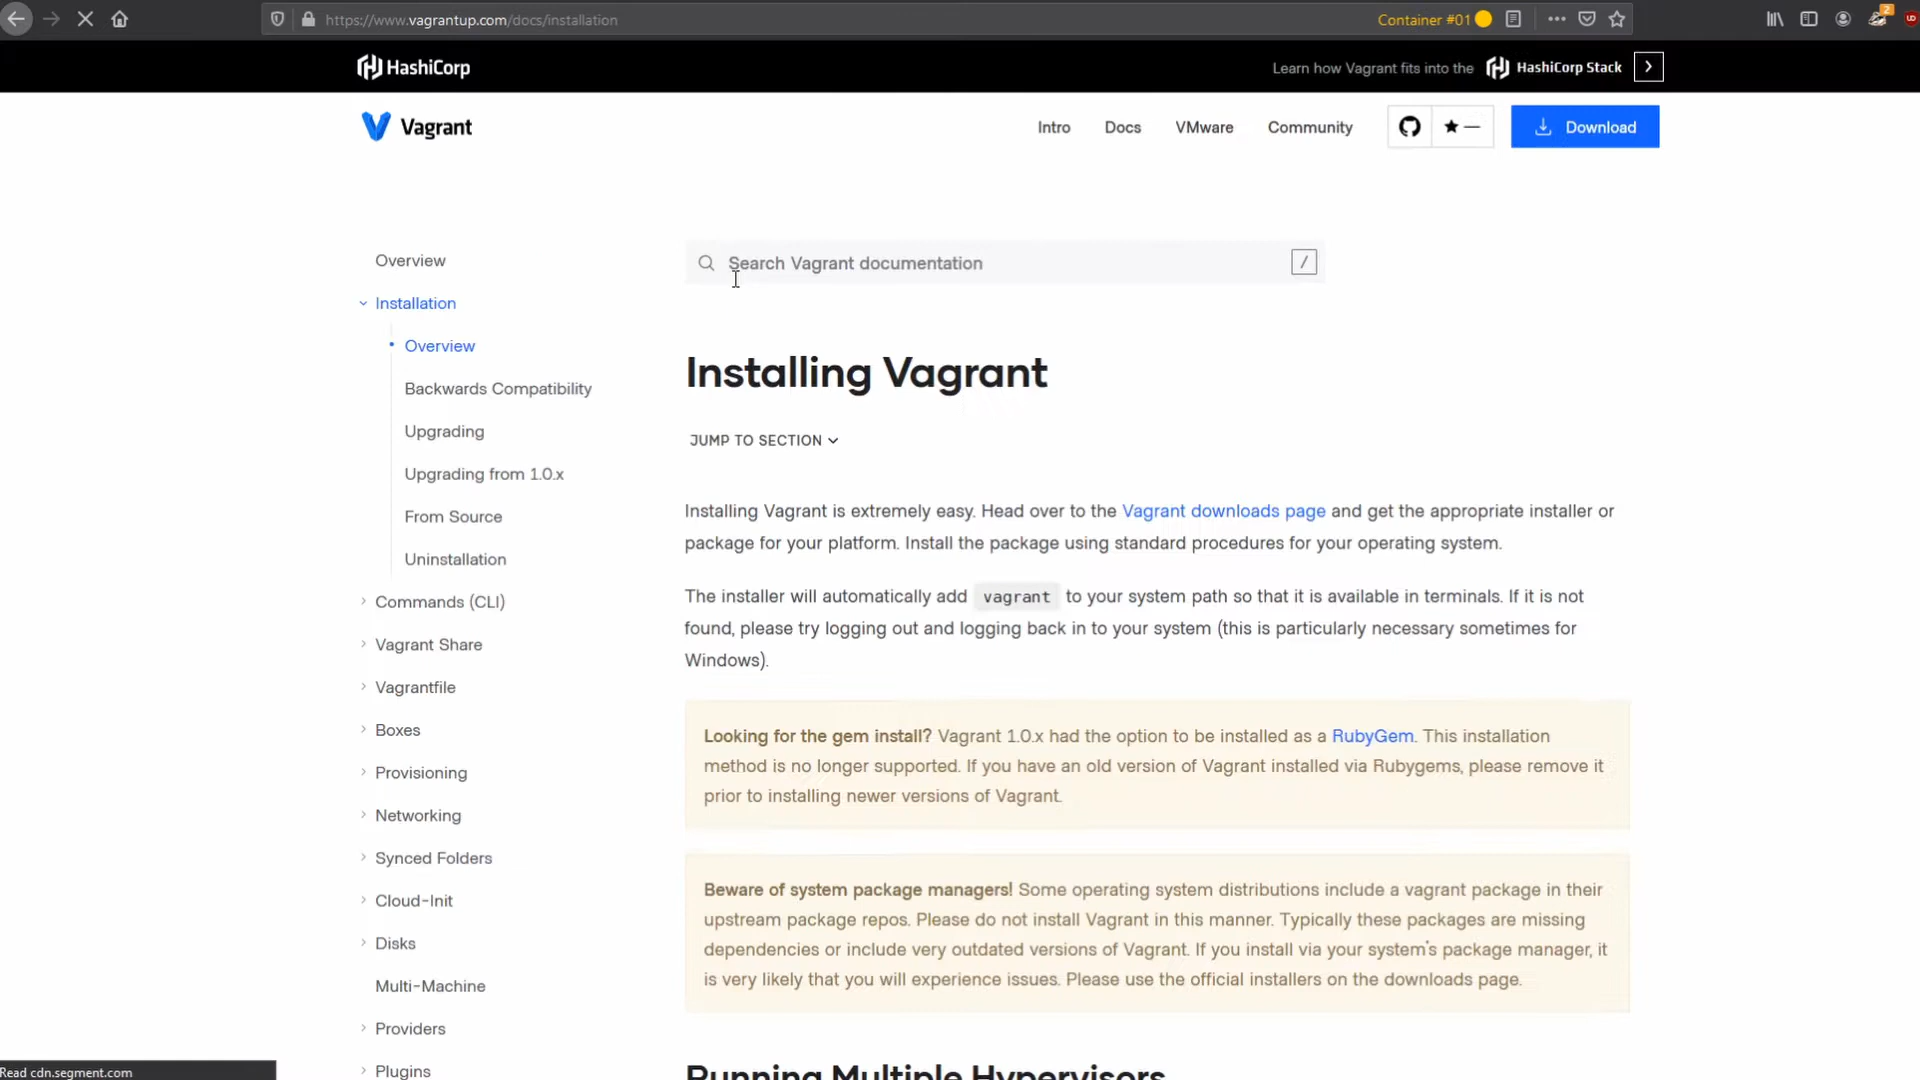 https://www.vagrantup.com/docs/installation
Container #01
2
HashiCorp
Learn how Vagrant fits into the HashiCorp Stack
Vagrant
Intro
Docs
VMware
Community
★ —
Download
Overview
Search Vagrant documentation
/
Installation
Overview
Backwards Compatibility
Upgrading
Upgrading from 1.0.x
From Source
Uninstallation
Commands (CLI)
Vagrant Share
Vagrantfile
Boxes
Provisioning
Networking
Synced Folders
Cloud-Init
Disks
Multi-Machine
Providers
Plugins
Installing Vagrant
JUMP TO SECTION
Installing Vagrant is extremely easy. Head over to the Vagrant downloads page and get the appropriate installer or
package for your platform. Install the package using standard procedures for your operating system.
The installer will automatically add vagrant to your system path so that it is available in terminals. If it is not
found, please try logging out and logging back in to your system (this is particularly necessary sometimes for
Windows).
Looking for the gem install? Vagrant 1.0.x had the option to be installed as a RubyGem. This installation
method is no longer supported. If you have an old version of Vagrant installed via Rubygems, please remove it
prior to installing newer versions of Vagrant.
Beware of system package managers! Some operating system distributions include a vagrant package in their
upstream package repos. Please do not install Vagrant in this manner. Typically these packages are missing
dependencies or include very outdated versions of Vagrant. If you install via your system's package manager, it
is very likely that you will experience issues. Please use the official installers on the downloads page.
Running Multiple Hypervisors
Read cdn.segment.com